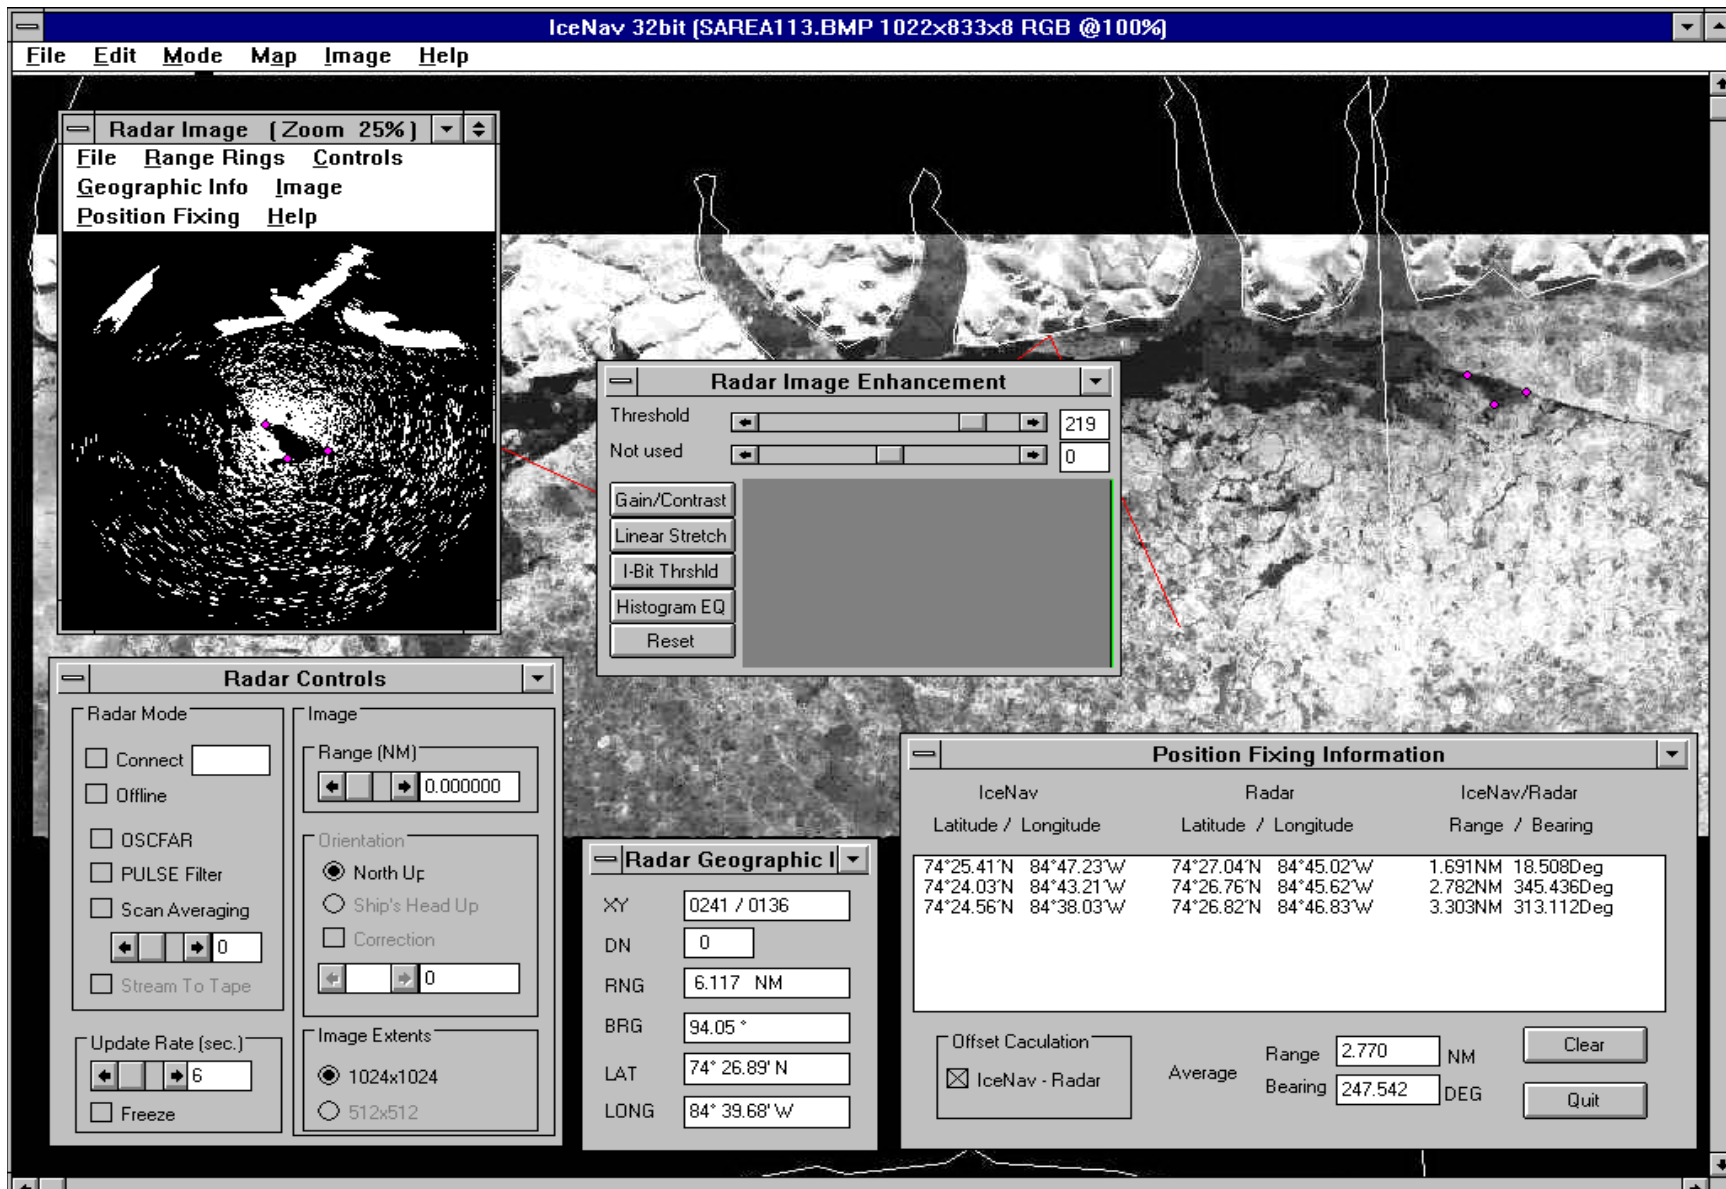 IceNav 32bit [SAREA113.BMP 1022x833x8 RGB @100%]
File Edit Mode Map Image Help
Radar Image [Zoom 25%]
File Range Rings Controls
Geographic Info Image
Position Fixing Help
Radar Image Enhancement
Threshold 219
Not used 0
Gain/Contrast
Linear Stretch
I-Bit Thrshld
Histogram EQ
Reset
Radar Controls
Radar Mode
Connect
Offline
OSCFAR
PULSE Filter
Scan Averaging
0
Stream To Tape
Update Rate (sec.)
6
Freeze
Image
Range (NM)
0.000000
Orientation
North Up
Ship's Head Up
Correction
0
Image Extents
1024x1024
512x512
Radar Geographic I
XY 0241 / 0136
DN 0
RNG 6.117 NM
BRG 94.05 °
LAT 74° 26.89' N
LONG 84° 39.68' W
Position Fixing Information
IceNav Radar IceNav/Radar
Latitude / Longitude Latitude / Longitude Range / Bearing
74°25.41'N 84°47.23'W 74°27.04'N 84°45.02'W 1.691NM 18.508Deg
74°24.03'N 84°43.21'W 74°26.76'N 84°45.62'W 2.782NM 345.436Deg
74°24.56'N 84°38.03'W 74°26.82'N 84°46.83'W 3.303NM 313.112Deg
Offset Caculation
IceNav - Radar
Average
Range 2.770 NM
Bearing 247.542 DEG
Clear
Quit